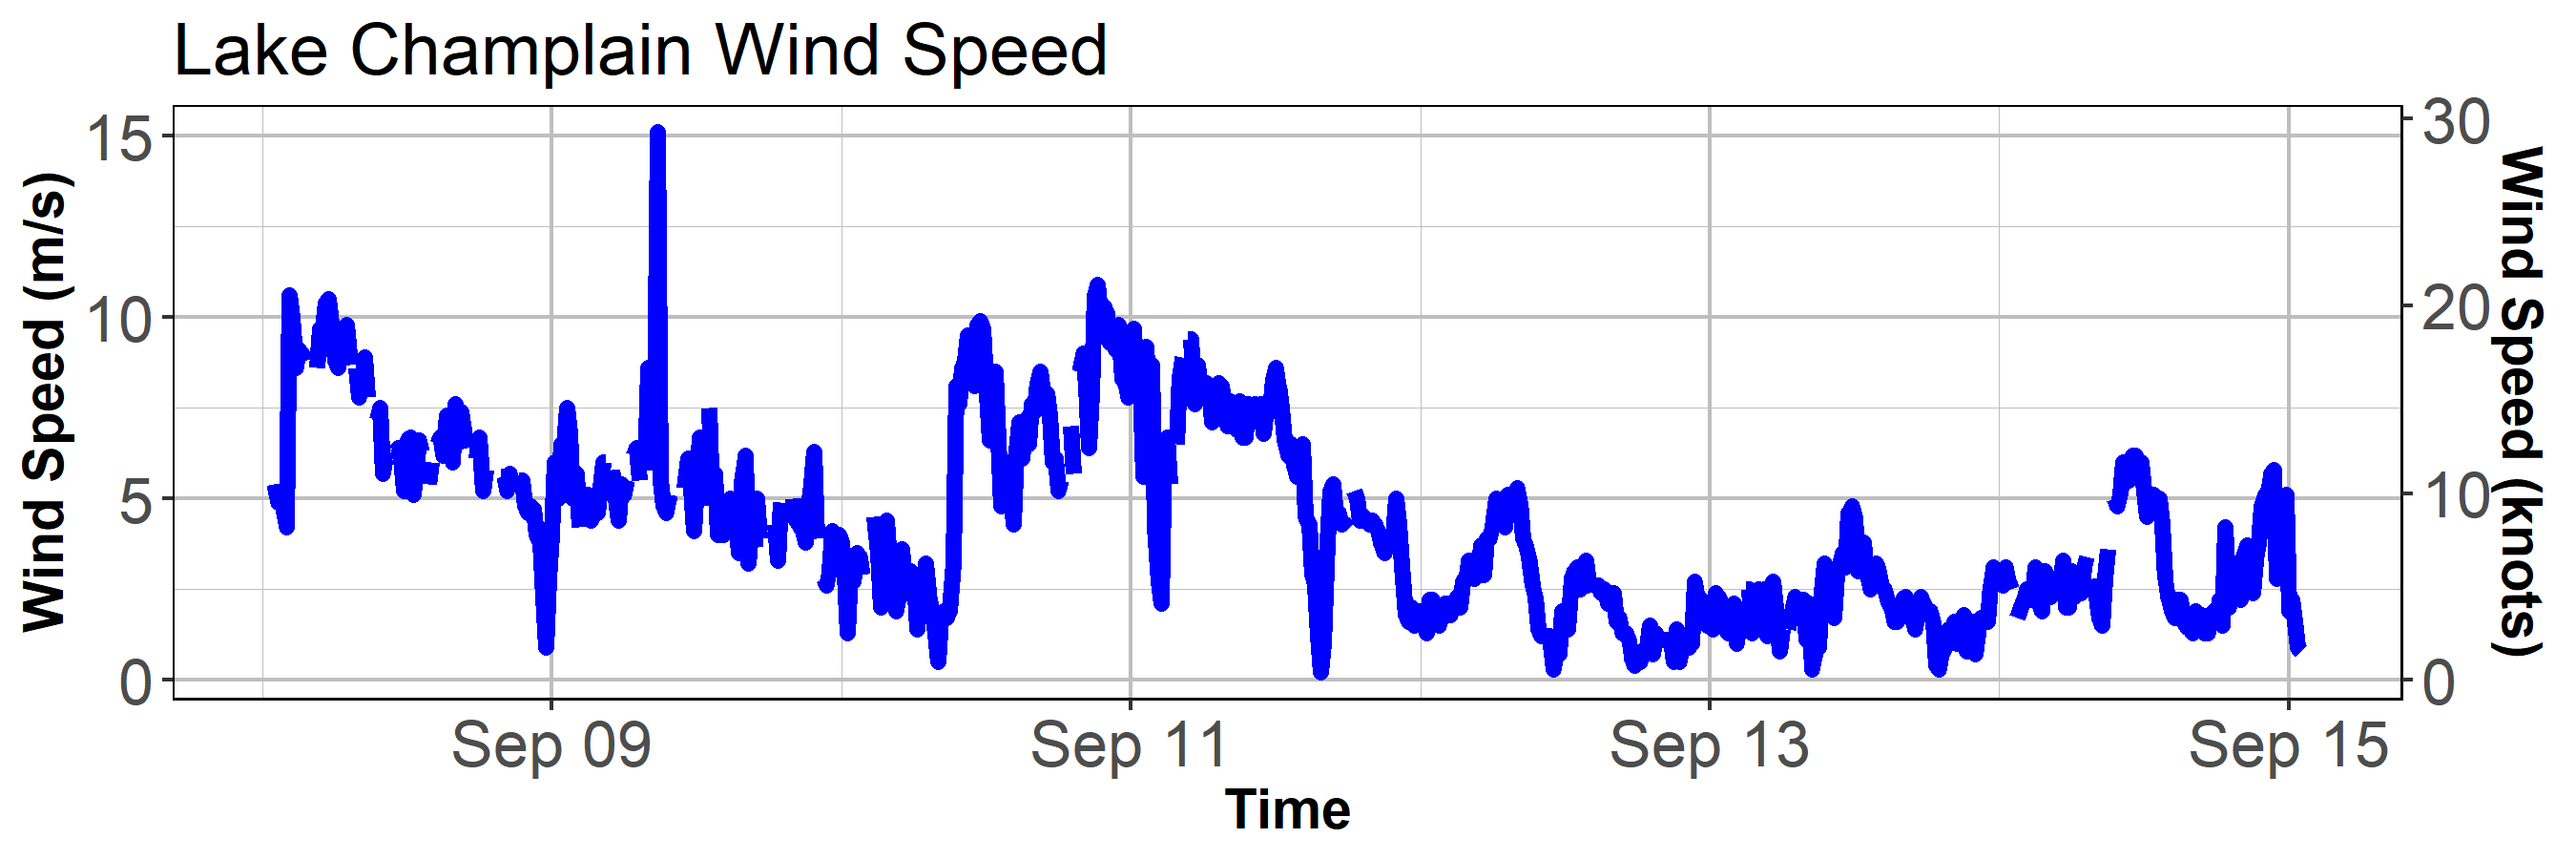 Lake Champlain Wind Speed
Wind Speed (m/s)
15
10
5
0
30
20
10
0
Wind Speed (knots)
Sep 09
Sep 11
Sep 13
Sep 15
Time